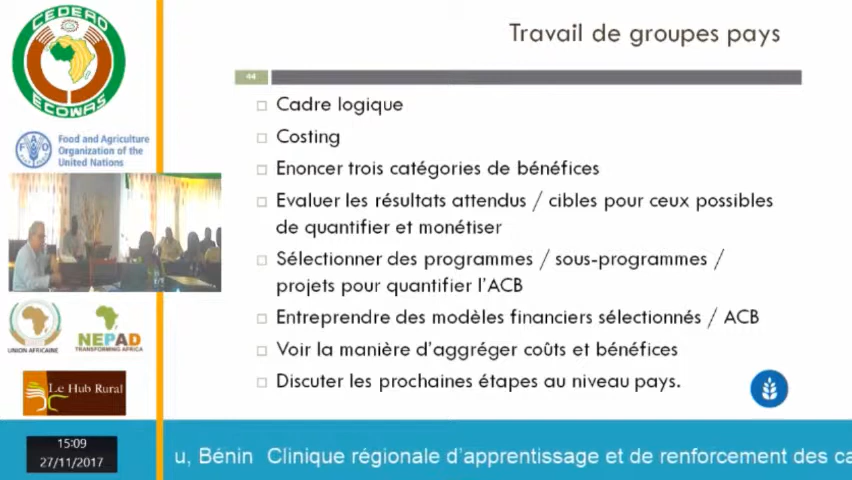 CEDEAO
ECOWAS
FAO
Food and Agriculture
Organization of the
United Nations
UNION AFRICAINE
NEPAD
TRANSFORMING AFRICA
Le Hub Rural
15:09
27/11/2017
Travail de groupes pays
44
Cadre logique
Costing
Enoncer trois catégories de bénéfices
Evaluer les résultats attendus / cibles pour ceux possibles
de quantifier et monétiser
Sélectionner des programmes / sous-programmes /
projets pour quantifier l'ACB
Entreprendre des modèles financiers sélectionnés / ACB
Voir la manière d'aggréger coûts et bénéfices
Discuter les prochaines étapes au niveau pays.
u, Bénin Clinique régionale d'apprentissage et de renforcement des ca